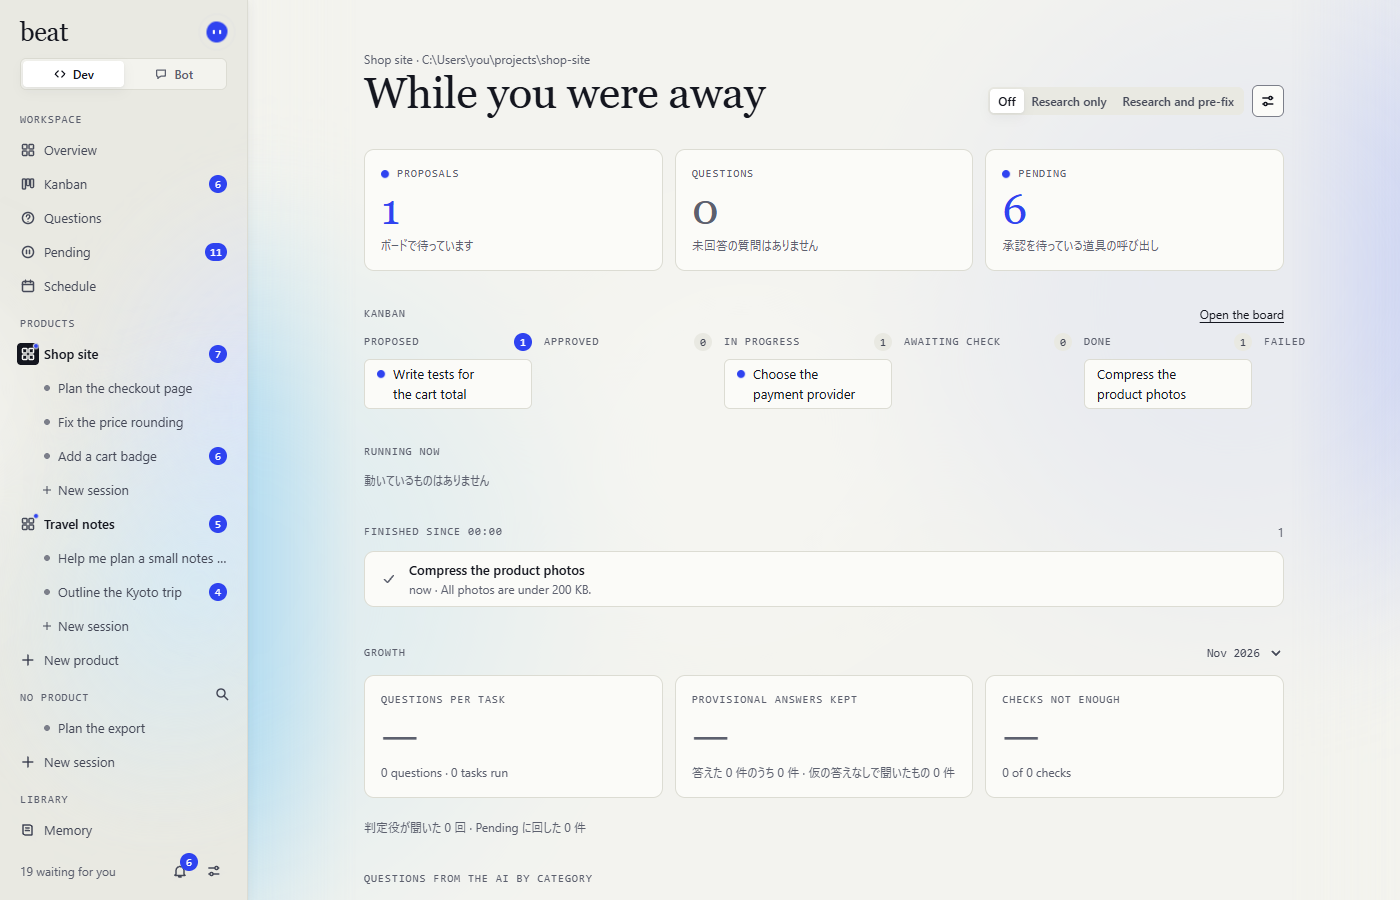 beat
Dev
Bot
WORKSPACE
Overview
Kanban 6
Questions
Pending 11
Schedule
PRODUCTS
Shop site 7
Plan the checkout page
Fix the price rounding
Add a cart badge 6
+ New session
Travel notes 5
Help me plan a small notes ...
Outline the Kyoto trip 4
+ New session
+ New product
NO PRODUCT
Plan the export
+ New session
LIBRARY
Memory
19 waiting for you 6
Shop site · C:\Users\you\projects\shop-site
While you were away
Off Research only Research and pre-fix
PROPOSALS
1
ボードで待っています
QUESTIONS
0
未回答の質問はありません
PENDING
6
承認を待っている道具の呼び出し
KANBAN
Open the board
PROPOSED 1 APPROVED 0 IN PROGRESS 1 AWAITING CHECK 0 DONE 1 FAILED
Write tests for
the cart total
Choose the
payment provider
Compress the
product photos
RUNNING NOW
動いているものはありません
FINISHED SINCE 00:00 1
Compress the product photos
now · All photos are under 200 KB.
GROWTH Nov 2026
QUESTIONS PER TASK
—
0 questions · 0 tasks run
PROVISIONAL ANSWERS KEPT
—
答えた 0 件のうち 0 件 · 仮の答えなしで聞いたもの 0 件
CHECKS NOT ENOUGH
—
0 of 0 checks
判定役が聞いた 0 回 · Pending に回した 0 件
QUESTIONS FROM THE AI BY CATEGORY